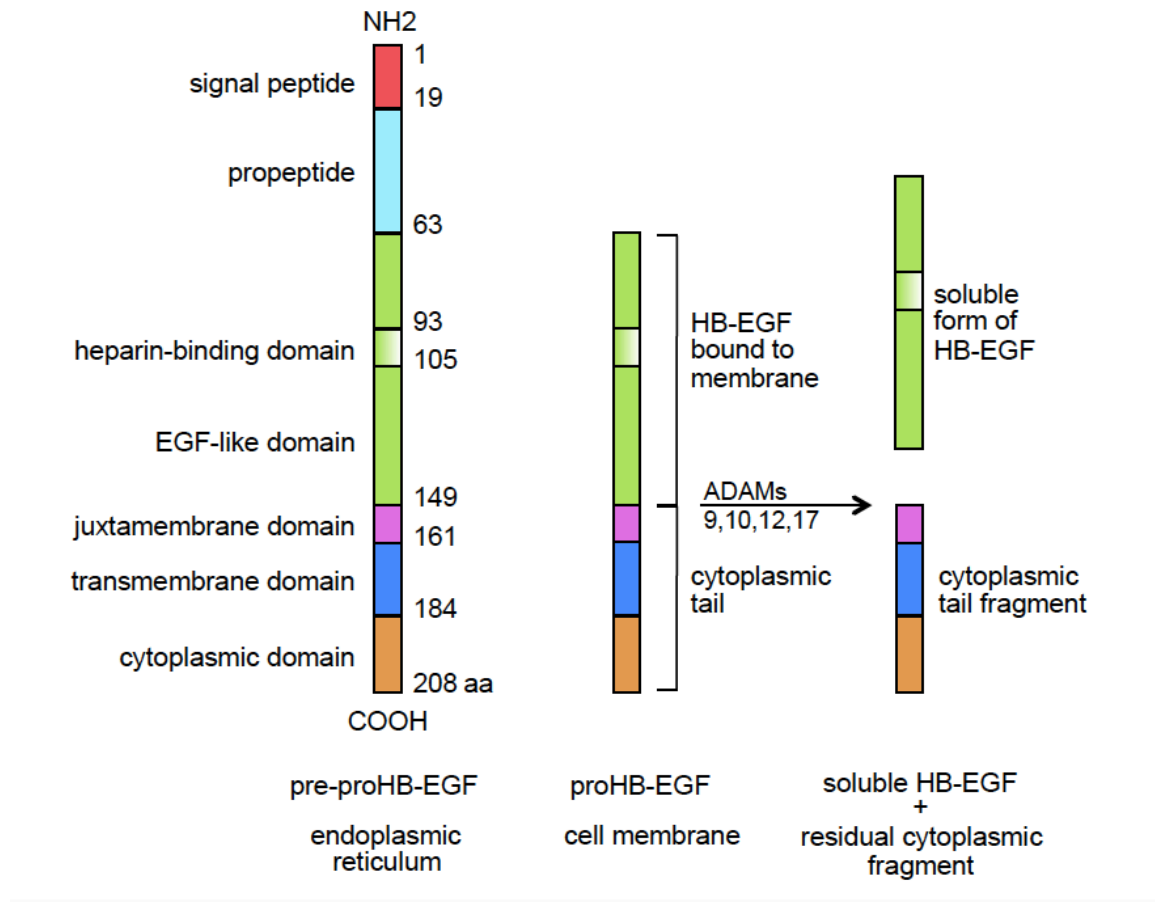 NH2
1
signal peptide
19
propeptide
63
93
heparin-binding domain
105
EGF-like domain
149
juxtamembrane domain
161
transmembrane domain
184
cytoplasmic domain
208 aa
COOH
HB-EGF
bound to
membrane
cytoplasmic
tail
ADAMs
9,10,12,17
soluble
form of
HB-EGF
cytoplasmic
tail fragment
pre-proHB-EGF
endoplasmic
reticulum
proHB-EGF
cell membrane
soluble HB-EGF
+
residual cytoplasmic
fragment